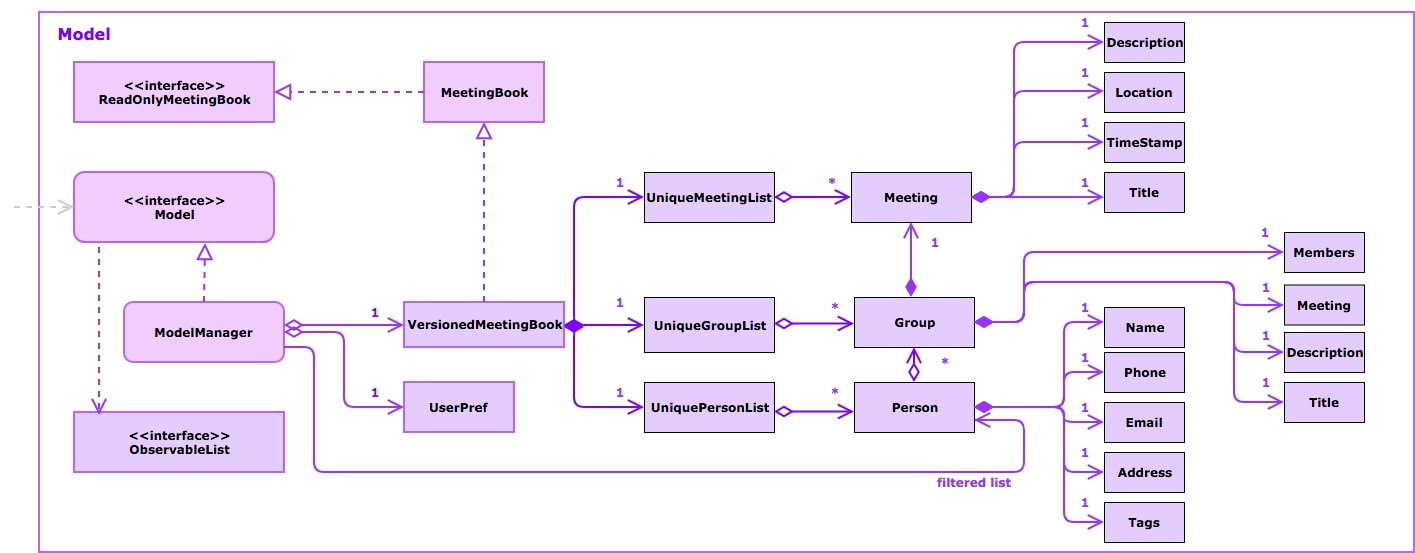 Model
<<interface>>
ReadOnlyMeetingBook
MeetingBook
<<interface>>
Model
ModelManager
<<interface>>
ObservableList
1
VersionedMeetingBook
1
UserPref
1
UniqueMeetingList
*
Meeting
1
1
UniqueGroupList
*
Group
*
1
UniquePersonList
*
Person
filtered list
1
Description
1
Location
1
TimeStamp
1
Title
1
Members
1
Meeting
1
Description
1
Title
1
Name
1
Phone
1
Email
1
Address
1
Tags